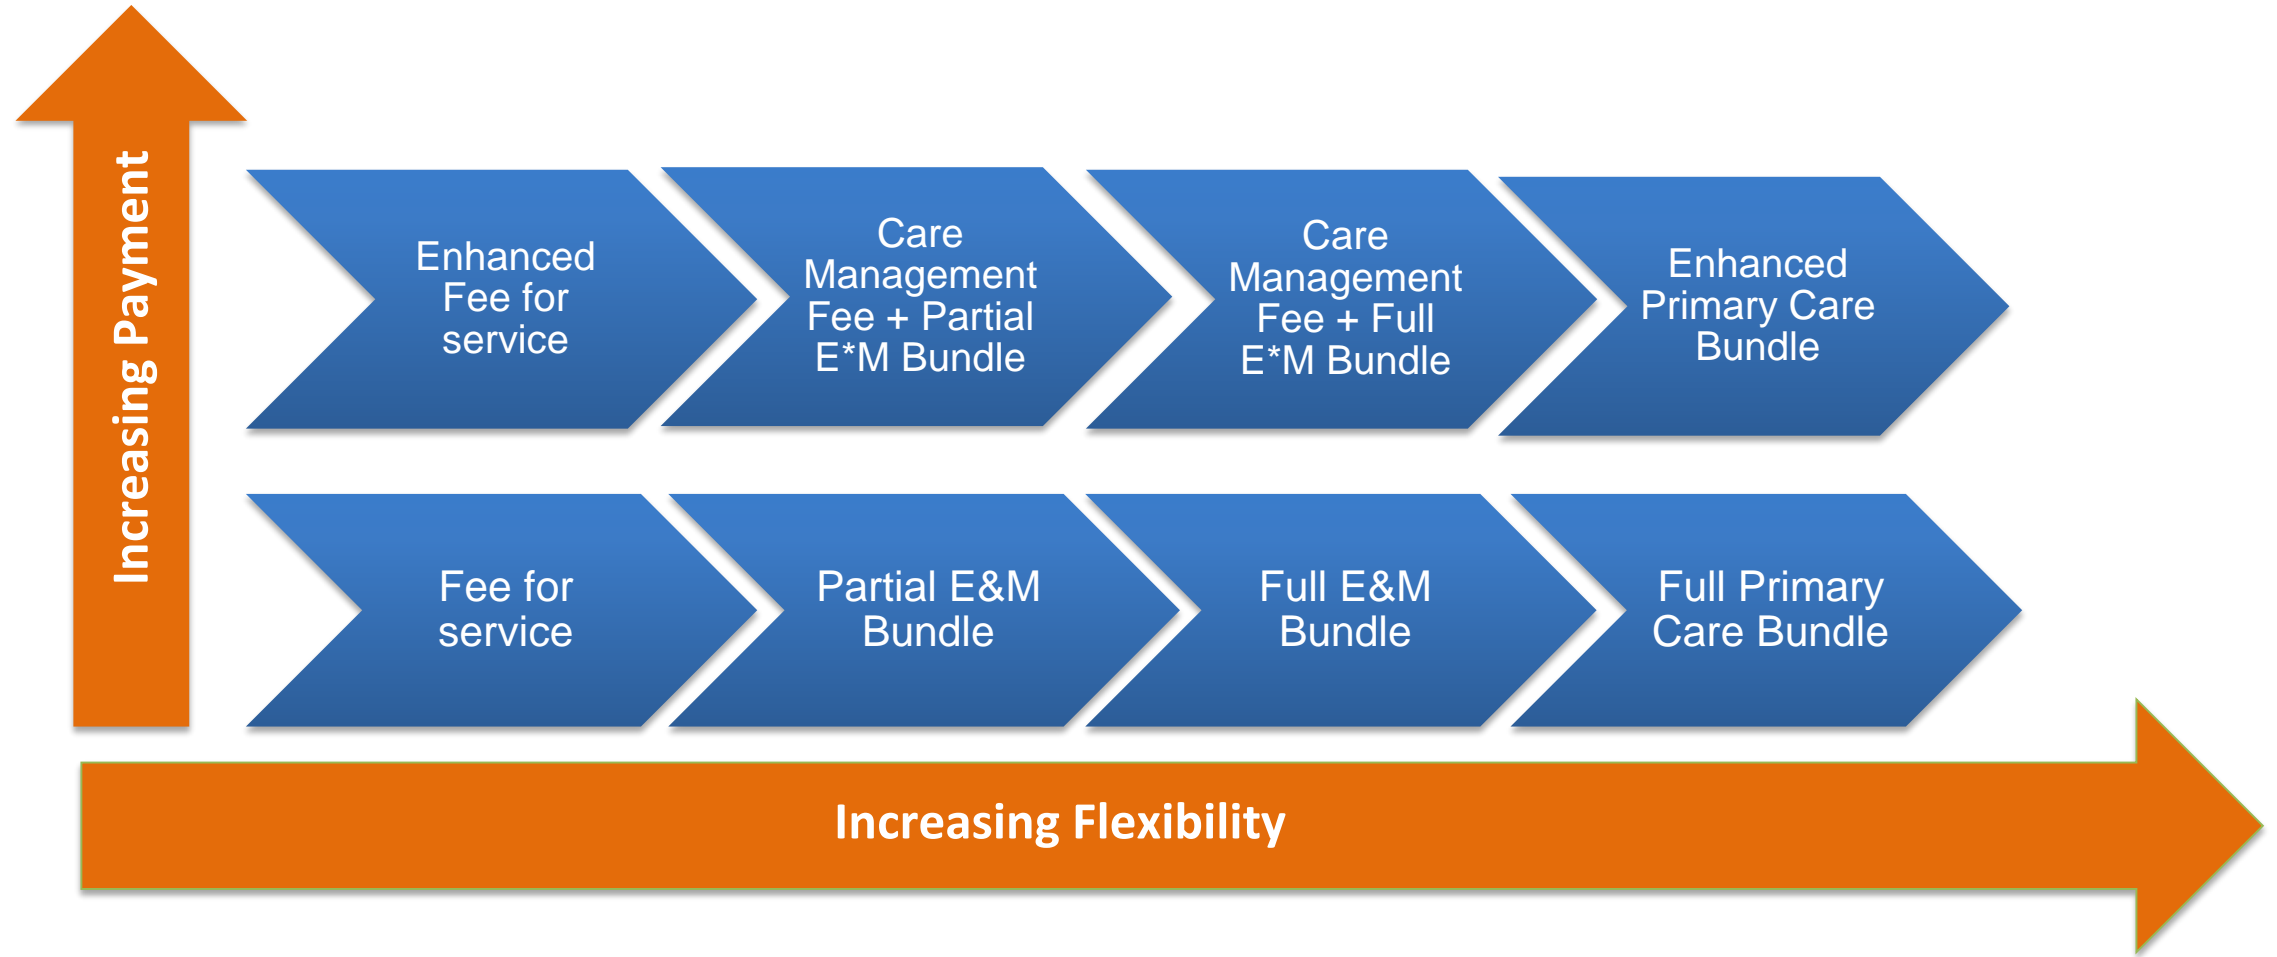 Increasing Payment
Enhanced
Fee for
service
Care
Management
Fee + Partial
E*M Bundle
Care
Management
Fee + Full
E*M Bundle
Enhanced
Primary Care
Bundle
Fee for
service
Partial E&M
Bundle
Full E&M
Bundle
Full Primary
Care Bundle
Increasing Flexibility